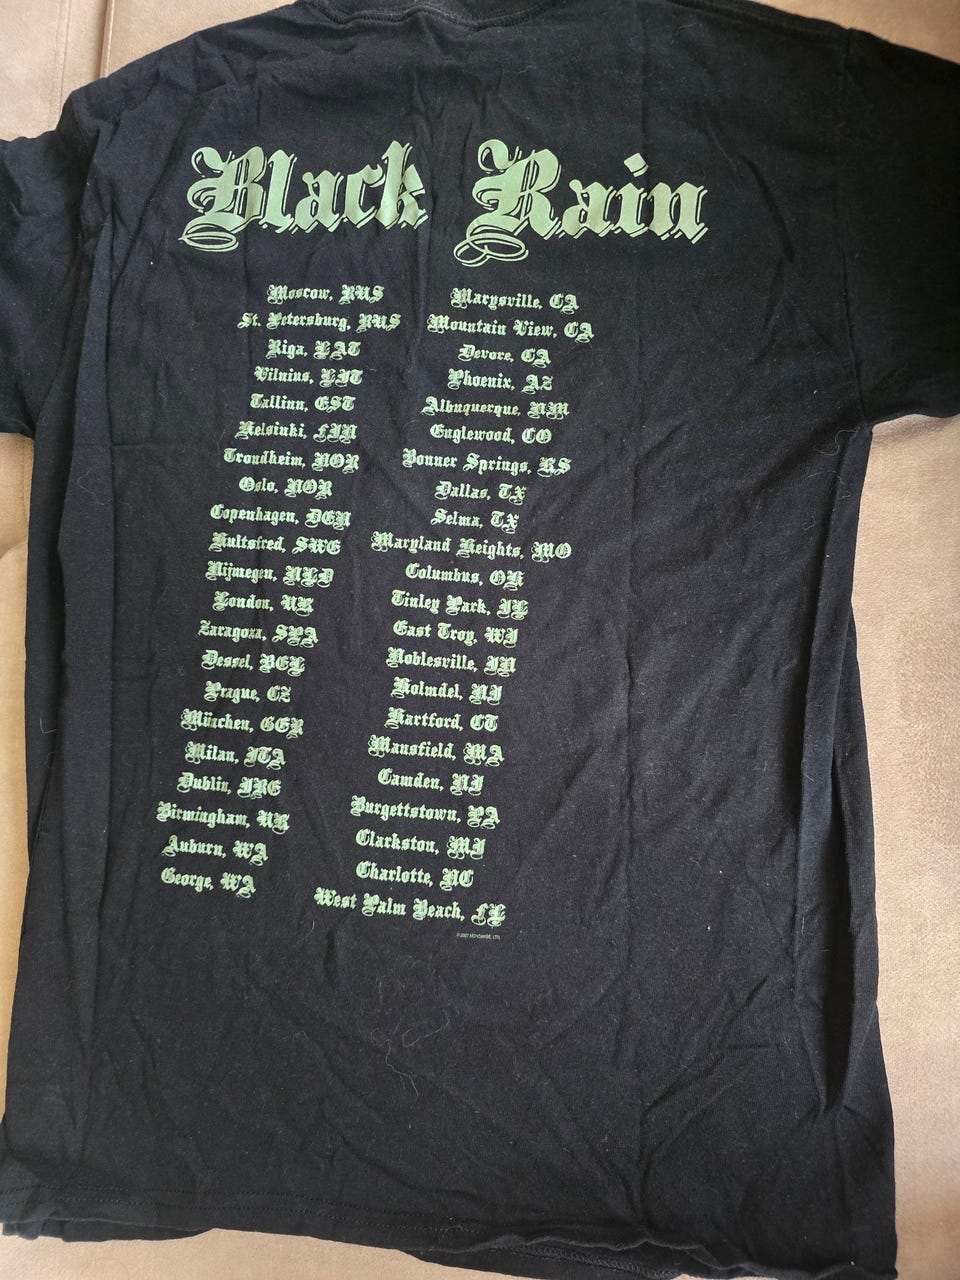 Black Rain
Moscow, RUS
St. Petersburg, RUS
Riga, LAT
Vilnius, LIT
Tallinn, EST
Helsinki, FIN
Trondheim, NOR
Oslo, NOR
Copenhagen, DEN
Hultsfred, SWE
Nijmegen, NLD
London, UK
Zaragoza, SPA
Dessel, BEL
Prague, CZ
München, GER
Milan, ITA
Dublin, IRE
Birmingham, UK
Auburn, WA
George, WA
Marysville, CA
Mountain View, CA
Devore, CA
Phoenix, AZ
Albuquerque, NM
Englewood, CO
Bonner Springs, KS
Dallas, TX
Selma, TX
Maryland Heights, MO
Columbus, OH
Tinley Park, IL
East Troy, WI
Noblesville, IN
Holmdel, NJ
Hartford, CT
Mansfield, MA
Camden, NJ
Burgettstown, PA
Clarkston, MI
Charlotte, NC
West Palm Beach, FL